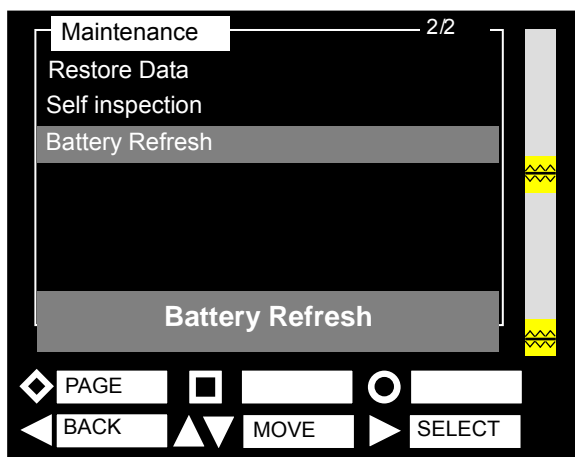 Maintenance 2/2
Restore Data
Self inspection
Battery Refresh
Battery Refresh
PAGE
BACK MOVE SELECT